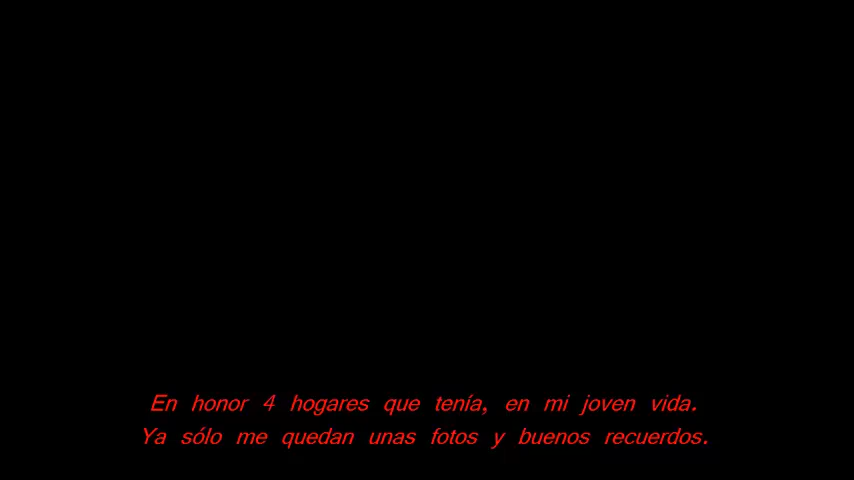 En honor 4 hogares que tenía, en mi joven vida.
Ya sólo me quedan unas fotos y buenos recuerdos.